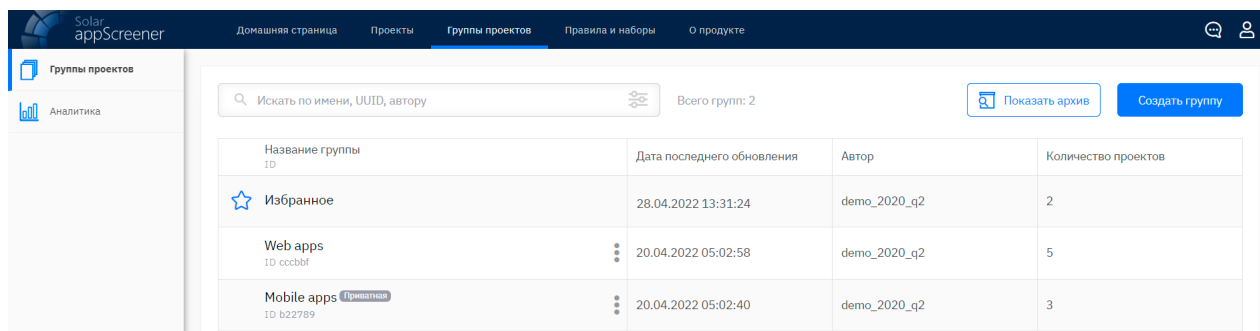 Solar
appScreener
Домашняя страница Проекты Группы проектов Правила и наборы О продукте
Группы проектов
Аналитика
Искать по имени, UUID, автору
Всего групп: 2
Показать архив
Создать группу
Название группы
ID
Дата последнего обновления Автор Количество проектов
Избранное 28.04.2022 13:31:24 demo_2020_q2 2
Web apps
ID cccbbf
20.04.2022 05:02:58 demo_2020_q2 5
Mobile apps Приватная
ID b22789
20.04.2022 05:02:40 demo_2020_q2 3